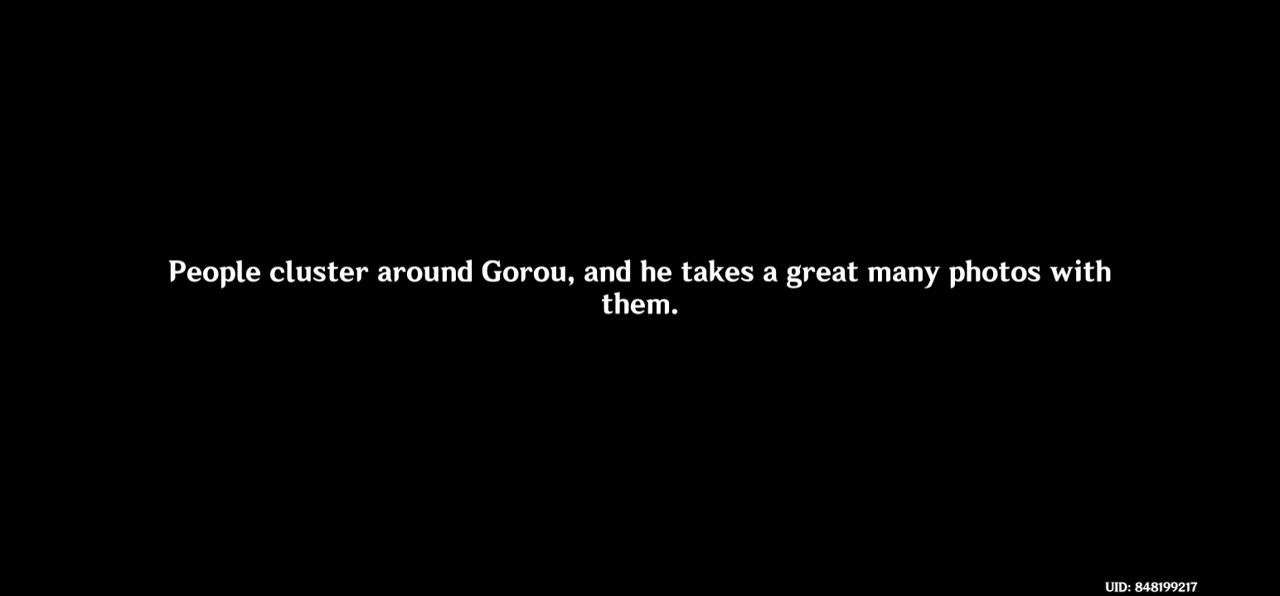 People cluster around Gorou, and he takes a great many photos with
them.
UID: 848199217